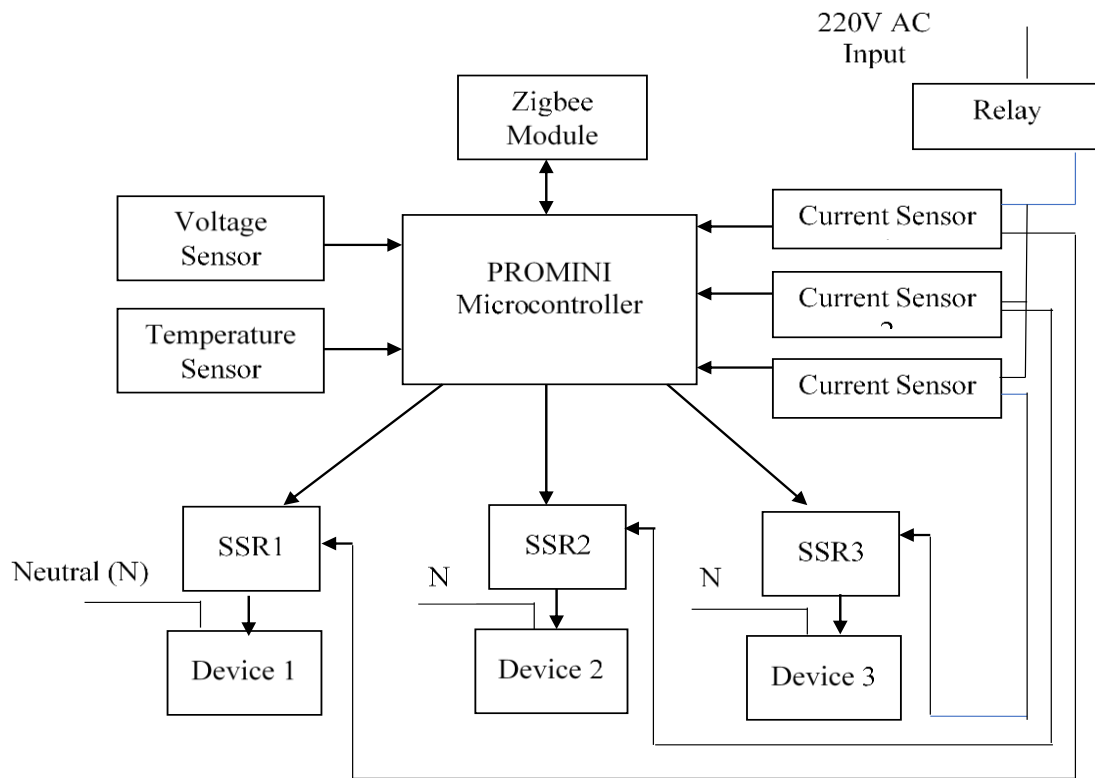 220V AC
Input
Zigbee
Module
Relay
Voltage
Sensor
Current Sensor
PROMINI
Microcontroller
Current Sensor
Temperature
Sensor
Current Sensor
SSR1
SSR2
SSR3
Neutral (N)
N
N
Device 1
Device 2
Device 3